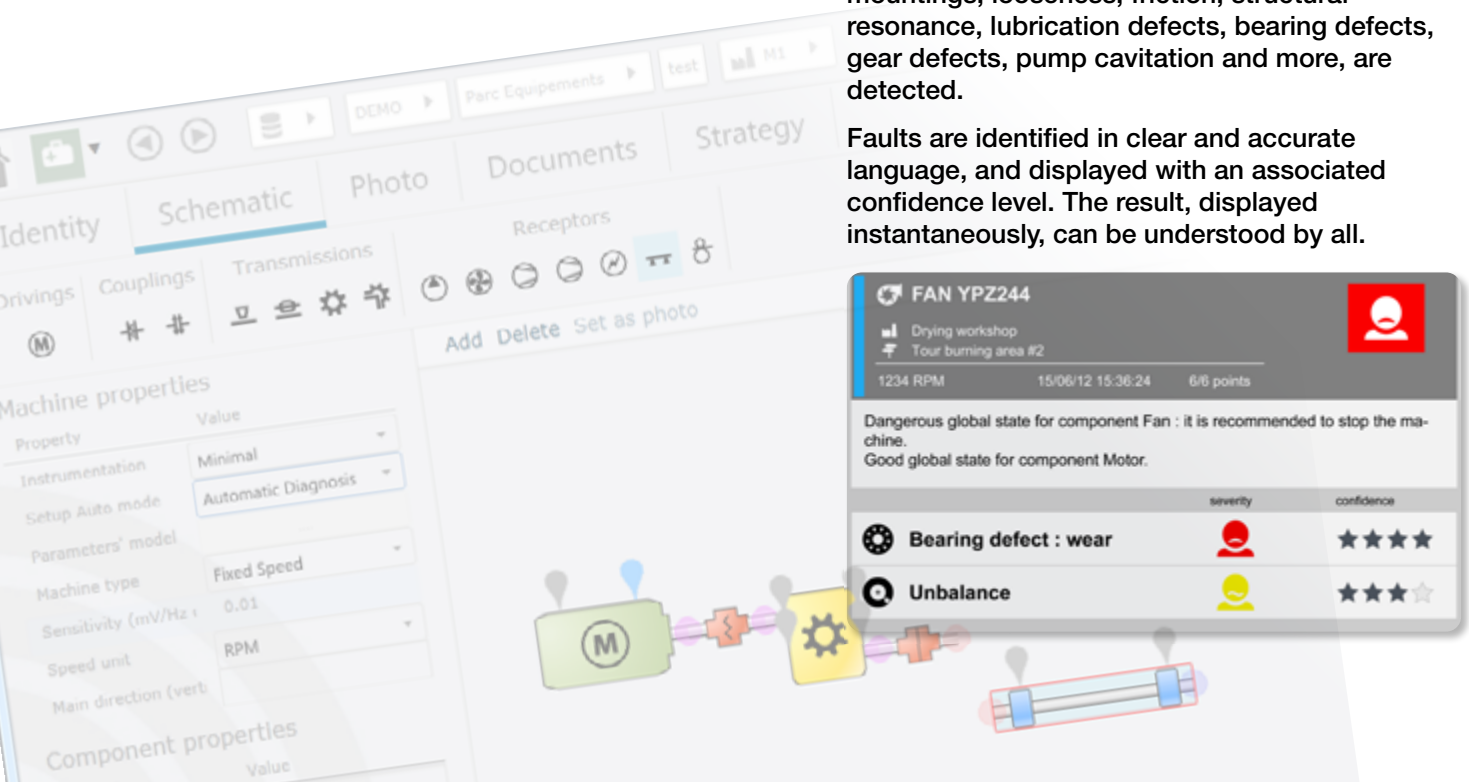 resonance, lubrication defects, bearing defects,
gear defects, pump cavitation and more, are
detected.
Faults are identified in clear and accurate
language, and displayed with an associated
confidence level. The result, displayed
instantaneously, can be understood by all.
DEMO
Parc Equipements
test
M1
Identity
Schematic
Photo
Documents
Strategy
Drivings
Couplings
Transmissions
Receptors
M
Add Delete Set as photo
Machine properties
Property
Value
Instrumentation
Minimal
Setup Auto mode
Automatic Diagnosis
Parameters' model
Machine type
Fixed Speed
Sensitivity (mV/Hz
0.01
Speed unit
RPM
Main direction (vert
Component properties
Value
M
FAN YPZ244
Drying workshop
Tour burning area #2
1234 RPM 15/06/12 15:36:24 6/6 points
Dangerous global state for component Fan : it is recommended to stop the ma-
chine.
Good global state for component Motor.
severity confidence
Bearing defect : wear
Unbalance